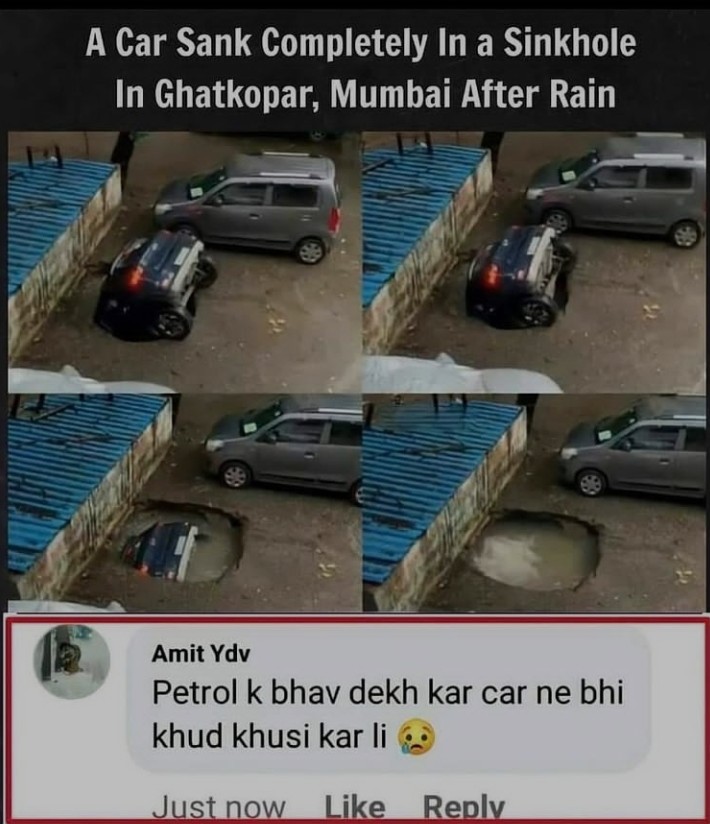 A Car Sank Completely In a Sinkhole
In Ghatkopar, Mumbai After Rain
Amit Ydv
Petrol k bhav dekh kar car ne bhi
khud khusi kar li 😢
Just now Like Reply